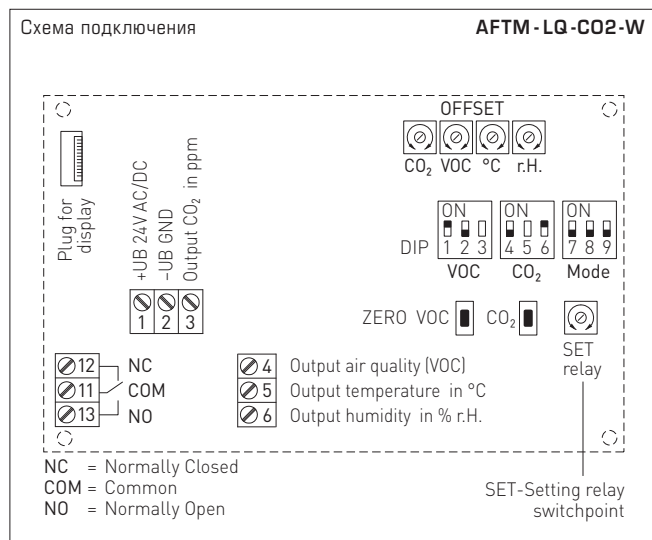 Схема подключения
AFTM-LQ-CO2-W
OFFSET
CO₂ VOC °C r.H.
Plug for
display
+UB 24V AC/DC
-UB GND
Output CO₂ in ppm
1 2 3
ON ON ON
DIP 1 2 3 4 5 6 7 8 9
VOC CO₂ Mode
ZERO VOC CO₂
SET
relay
12 NC
11 COM
13 NO
4 Output air quality (VOC)
5 Output temperature in °C
6 Output humidity in % r.H.
NC = Normally Closed
COM = Common
NO = Normally Open
SET-Setting relay
switchpoint